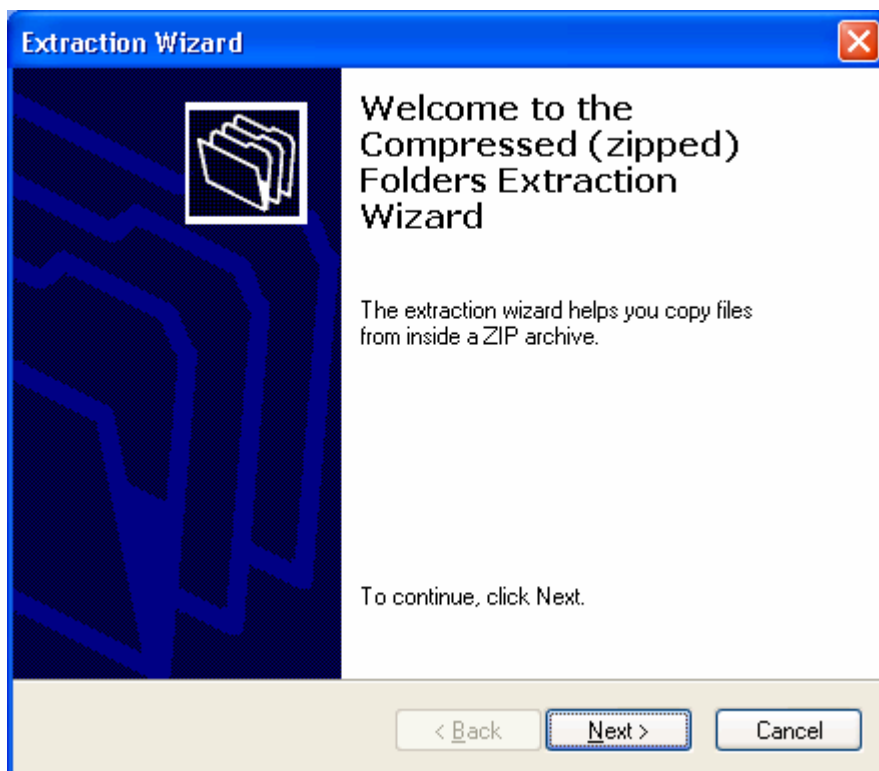 Extraction Wizard
Welcome to the
Compressed (zipped)
Folders Extraction
Wizard
The extraction wizard helps you copy files
from inside a ZIP archive.
To continue, click Next.
< Back
Next >
Cancel